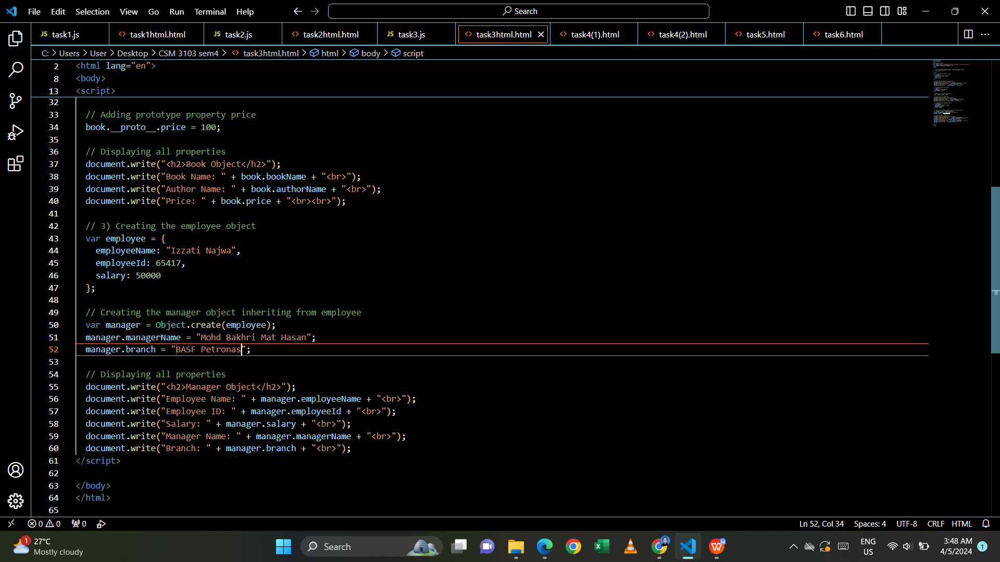 File Edit Selection View Go Run Terminal Help
Search
JS task1.js
<> task1html.html
JS task2.js
<> task2html.html
JS task3.js
<> task3html.html
<> task4(1).html
<> task4(2).html
<> task5.html
<> task6.html
C: > Users > User > Desktop > CSM 3103 sem4 > <> task3html.html > html > body > script
2 <html lang="en">
8 <body>
13 <script>
32
33 // Adding prototype property price
34 book.__proto__.price = 100;
35
36 // Displaying all properties
37 document.write("<h2>Book Object</h2>");
38 document.write("Book Name: " + book.bookName + "<br>");
39 document.write("Author Name: " + book.authorName + "<br>");
40 document.write("Price: " + book.price + "<br><br>");
41
42 // 3) Creating the employee object
43 var employee = {
44 employeeName: "Izzati Najwa",
45 employeeId: 65417,
46 salary: 50000
47 };
48
49 // Creating the manager object inheriting from employee
50 var manager = Object.create(employee);
51 manager.managerName = "Mohd Bakhri Mat Hasan";
52 manager.branch = "BASF Petronas";
53
54 // Displaying all properties
55 document.write("<h2>Manager Object</h2>");
56 document.write("Employee Name: " + manager.employeeName + "<br>");
57 document.write("Employee ID: " + manager.employeeId + "<br>");
58 document.write("Salary: " + manager.salary + "<br>");
59 document.write("Manager Name: " + manager.managerName + "<br>");
60 document.write("Branch: " + manager.branch + "<br>");
61 </script>
62
63 </body>
64 </html>
65
0 0 0
Ln 52, Col 34 Spaces: 4 UTF-8 CRLF HTML
1
27°C
Mostly cloudy
Search
ENG
US
3:48 AM
4/5/2024
1